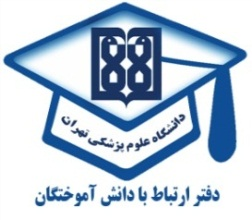 دانشگاه علوم پزشکی تهران
دفتر ارتباط با دانش آموختگان